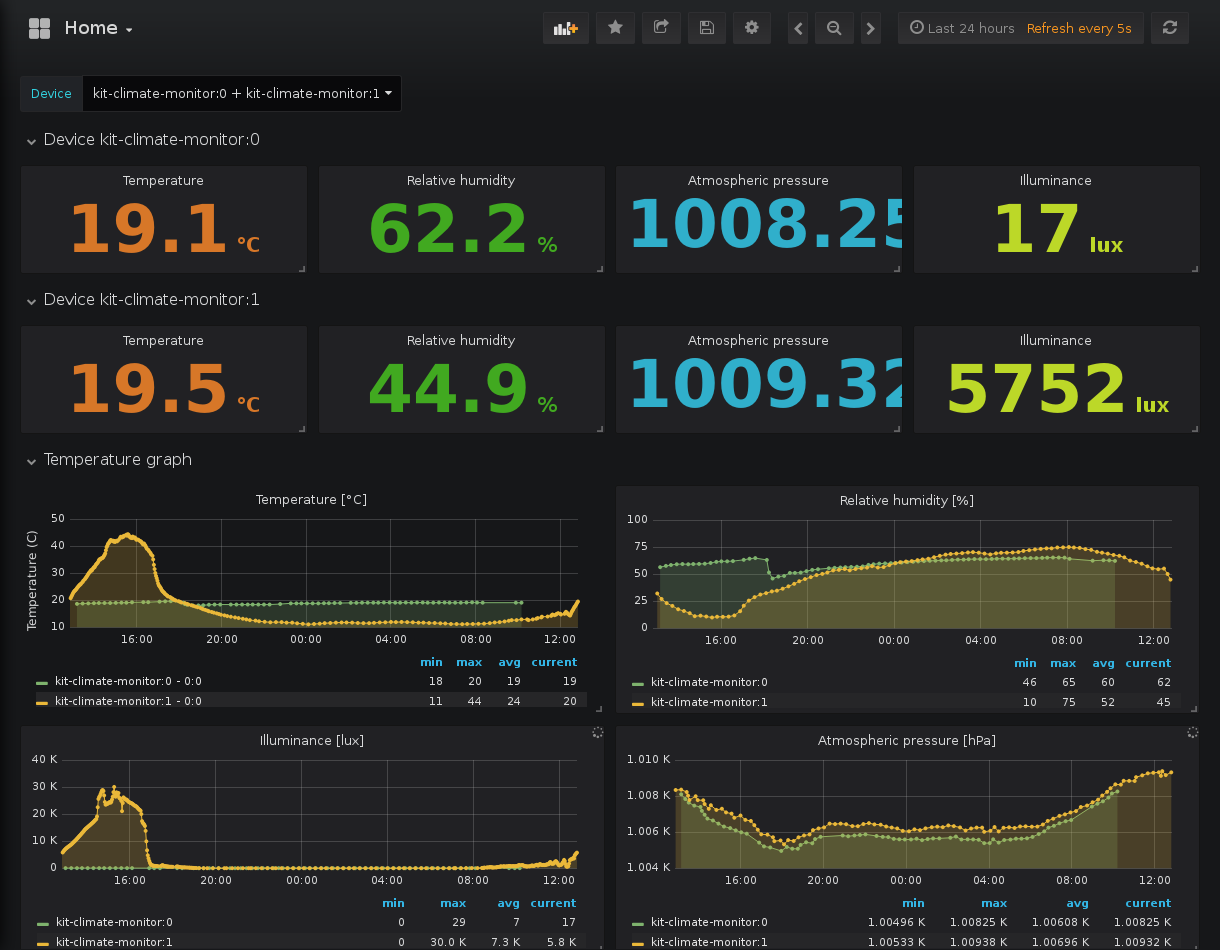 Home
Last 24 hours Refresh every 5s
Device kit-climate-monitor:0 + kit-climate-monitor:1
Device kit-climate-monitor:0
Temperature Relative humidity Atmospheric pressure Illuminance
19.1 °C 62.2 % 1008.25 17 lux
Device kit-climate-monitor:1
Temperature Relative humidity Atmospheric pressure Illuminance
19.5 °C 44.9 % 1009.32 5752 lux
Temperature graph
Temperature [°C]
Temperature (C)
50
40
30
20
10
16:00 20:00 00:00 04:00 08:00 12:00
min max avg current
kit-climate-monitor:0 - 0:0 18 20 19 19
kit-climate-monitor:1 - 0:0 11 44 24 20
Relative humidity [%]
100
75
50
25
0
16:00 20:00 00:00 04:00 08:00 12:00
min max avg current
kit-climate-monitor:0 46 65 60 62
kit-climate-monitor:1 10 75 52 45
Illuminance [lux]
40 K
30 K
20 K
10 K
0
16:00 20:00 00:00 04:00 08:00 12:00
min max avg current
kit-climate-monitor:0 0 29 7 17
kit-climate-monitor:1 0 30.0 K 7.3 K 5.8 K
Atmospheric pressure [hPa]
1.010 K
1.008 K
1.006 K
1.004 K
16:00 20:00 00:00 04:00 08:00 12:00
min max avg current
kit-climate-monitor:0 1.00496 K 1.00825 K 1.00608 K 1.00825 K
kit-climate-monitor:1 1.00533 K 1.00938 K 1.00696 K 1.00932 K